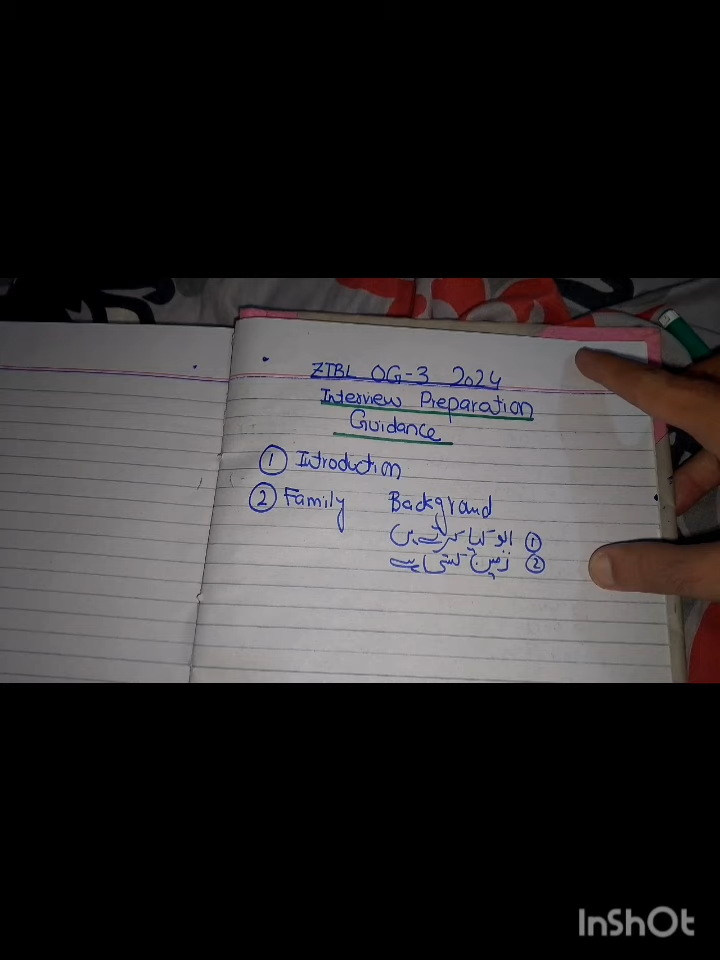 ZTBL OG-3 2024
Interview Preparation
Guidance
① Introduction
② Family Backgraund
① ابو کیا کرتے ہیں
② زمین کتنی ہے
InShOt